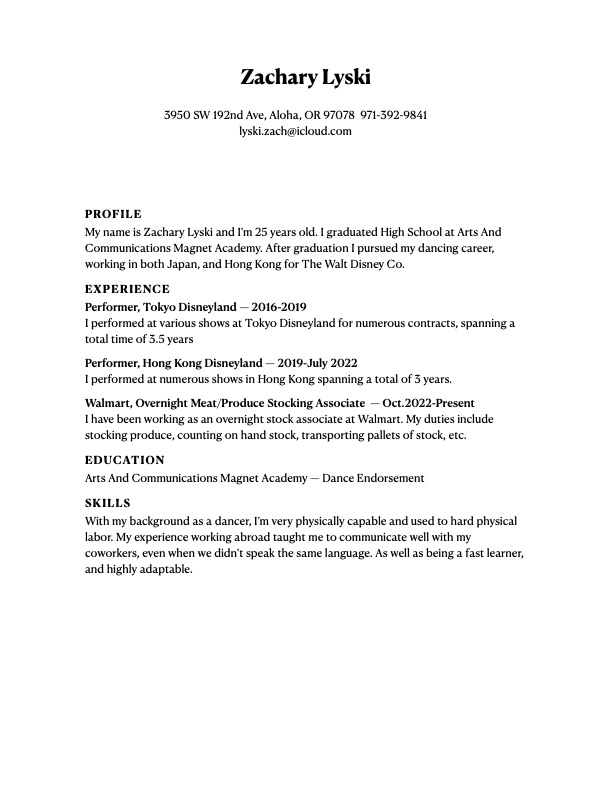 Zachary Lyski
3950 SW 192nd Ave, Aloha, OR 97078 971-392-9841
lyski.zach@icloud.com
PROFILE
My name is Zachary Lyski and I'm 25 years old. I graduated High School at Arts And
Communications Magnet Academy. After graduation I pursued my dancing career,
working in both Japan, and Hong Kong for The Walt Disney Co.
EXPERIENCE
Performer, Tokyo Disneyland — 2016-2019
I performed at various shows at Tokyo Disneyland for numerous contracts, spanning a
total time of 3.5 years
Performer, Hong Kong Disneyland — 2019-July 2022
I performed at numerous shows in Hong Kong spanning a total of 3 years.
Walmart, Overnight Meat/Produce Stocking Associate — Oct.2022-Present
I have been working as an overnight stock associate at Walmart. My duties include
stocking produce, counting on hand stock, transporting pallets of stock, etc.
EDUCATION
Arts And Communications Magnet Academy — Dance Endorsement
SKILLS
With my background as a dancer, I'm very physically capable and used to hard physical
labor. My experience working abroad taught me to communicate well with my
coworkers, even when we didn't speak the same language. As well as being a fast learner,
and highly adaptable.